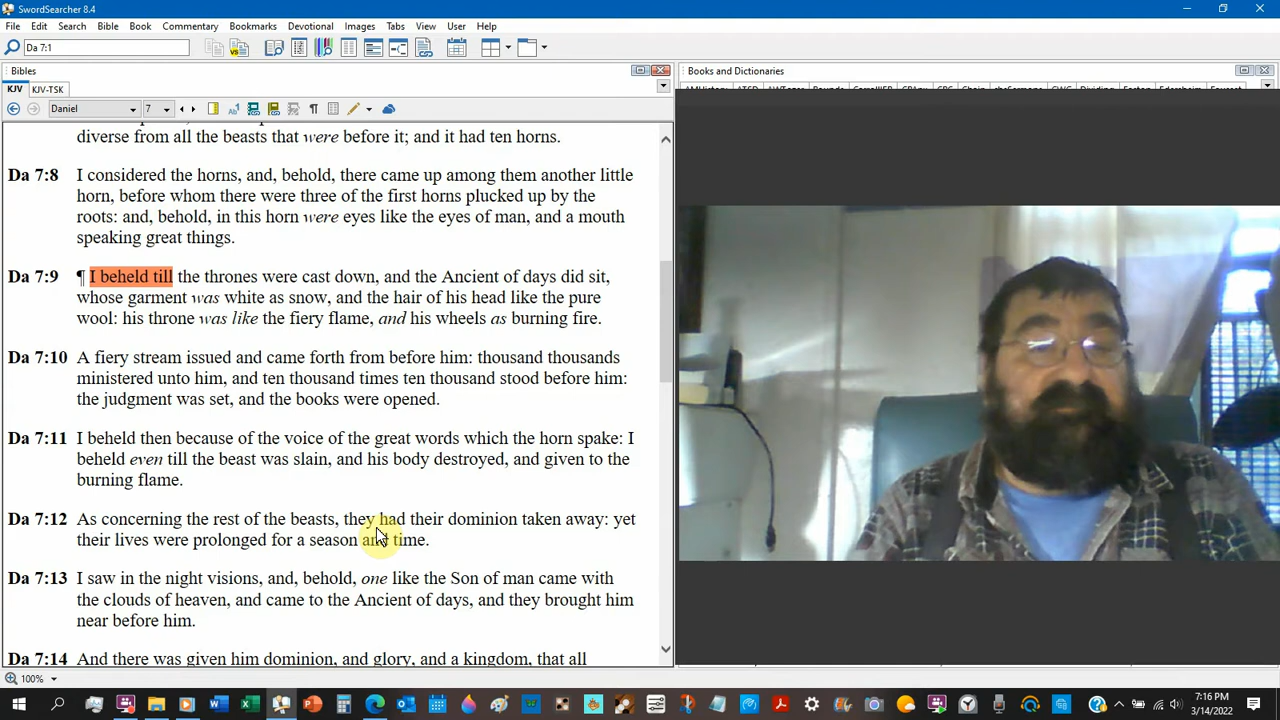 SwordSearcher 8.4
File Edit Search Bible Book Commentary Bookmarks Devotional Images Tabs View User Help
Da 7:1
Bibles
Books and Dictionaries
KJV KJV-TSK
Daniel 7
diverse from all the beasts that were before it; and it had ten horns.
Da 7:8 I considered the horns, and, behold, there came up among them another little
horn, before whom there were three of the first horns plucked up by the
roots: and, behold, in this horn were eyes like the eyes of man, and a mouth
speaking great things.
Da 7:9 ¶ I beheld till the thrones were cast down, and the Ancient of days did sit,
whose garment was white as snow, and the hair of his head like the pure
wool: his throne was like the fiery flame, and his wheels as burning fire.
Da 7:10 A fiery stream issued and came forth from before him: thousand thousands
ministered unto him, and ten thousand times ten thousand stood before him:
the judgment was set, and the books were opened.
Da 7:11 I beheld then because of the voice of the great words which the horn spake: I
beheld even till the beast was slain, and his body destroyed, and given to the
burning flame.
Da 7:12 As concerning the rest of the beasts, they had their dominion taken away: yet
their lives were prolonged for a season and time.
Da 7:13 I saw in the night visions, and, behold, one like the Son of man came with
the clouds of heaven, and came to the Ancient of days, and they brought him
near before him.
Da 7:14 And there was given him dominion, and glory, and a kingdom, that all
100%
7:16 PM
3/14/2022